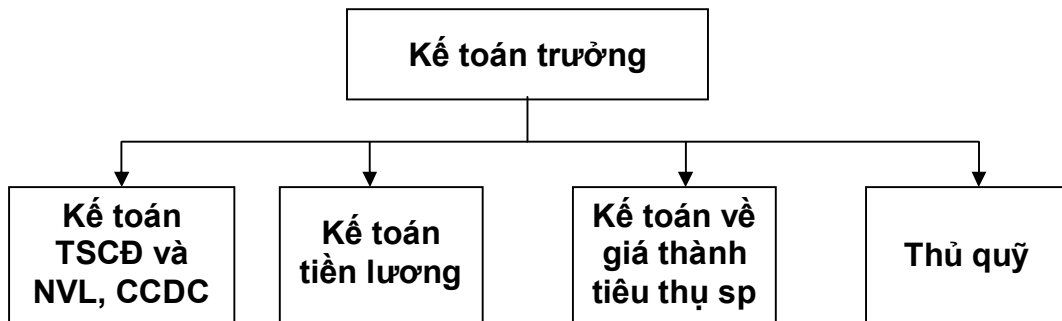 Kế toán trưởng
Kế toán
TSCĐ và
NVL, CCDC
Kế toán
tiền lương
Kế toán về
giá thành
tiêu thụ sp
Thủ quỹ